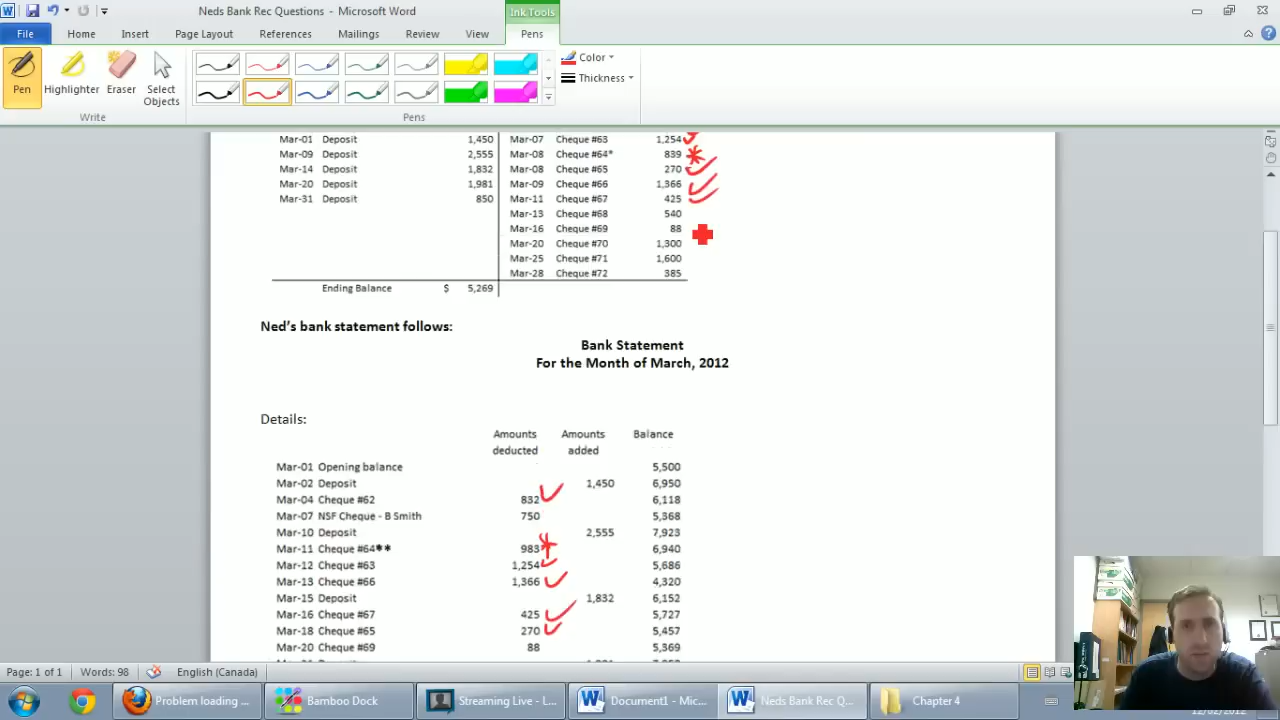 Neds Bank Rec Questions - Microsoft Word
Ink Tools
File Home Insert Page Layout References Mailings Review View Pens
Pen Highlighter Eraser Select Objects
Color
Thickness
Write Pens
Mar-01 Deposit 1,450 Mar-07 Cheque #63 1,254
Mar-09 Deposit 2,555 Mar-08 Cheque #64* 839
Mar-14 Deposit 1,832 Mar-08 Cheque #65 270
Mar-20 Deposit 1,981 Mar-09 Cheque #66 1,366
Mar-31 Deposit 850 Mar-11 Cheque #67 425
Mar-13 Cheque #68 540
Mar-16 Cheque #69 88
Mar-20 Cheque #70 1,300
Mar-25 Cheque #71 1,600
Mar-28 Cheque #72 385
Ending Balance $ 5,269
Ned's bank statement follows:
Bank Statement
For the Month of March, 2012
Details:
Amounts Amounts Balance
deducted added
Mar-01 Opening balance 5,500
Mar-02 Deposit 1,450 6,950
Mar-04 Cheque #62 832 6,118
Mar-07 NSF Cheque - B Smith 750 5,368
Mar-10 Deposit 2,555 7,923
Mar-11 Cheque #64** 983 6,940
Mar-12 Cheque #63 1,254 5,686
Mar-13 Cheque #66 1,366 4,320
Mar-15 Deposit 1,832 6,152
Mar-16 Cheque #67 425 5,727
Mar-18 Cheque #65 270 5,457
Mar-20 Cheque #69 88 5,369
Page: 1 of 1 Words: 98 English (Canada)
Problem loading ... Bamboo Dock Streaming Live - L... Document1 - Mic... Neds Bank Rec Q... Chapter 4